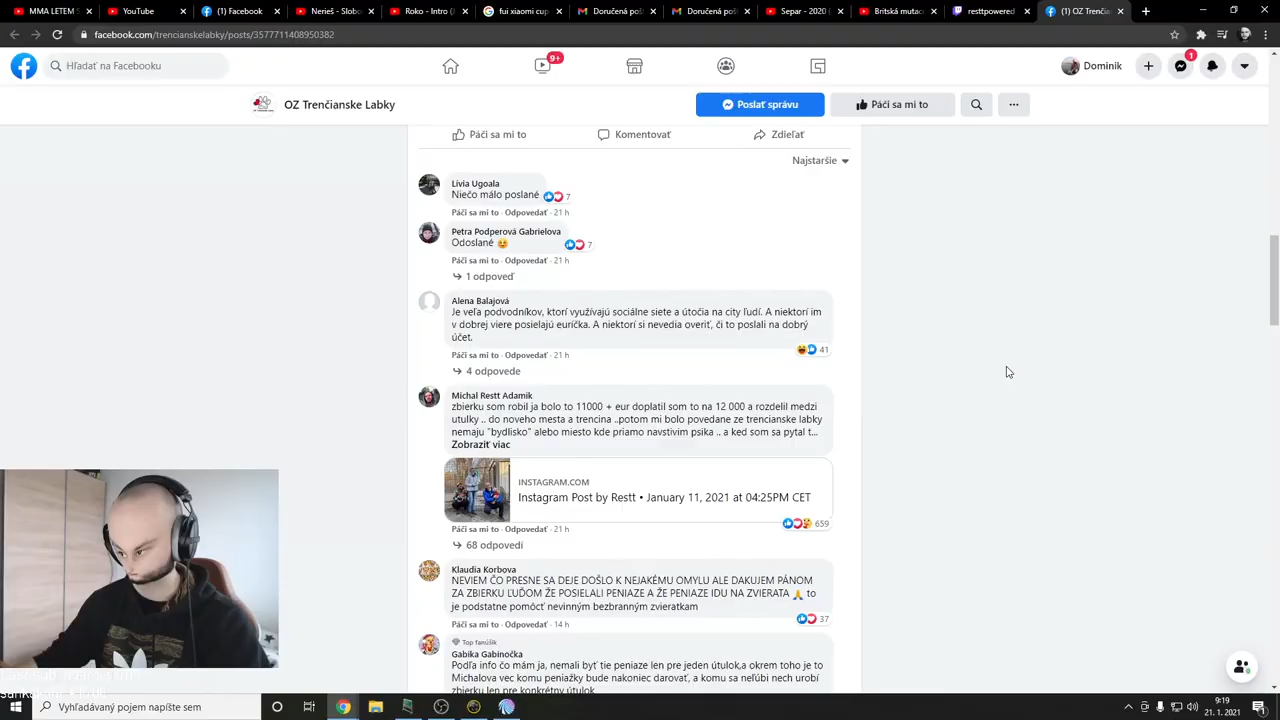 MMA LETEM S
YouTube
(1) Facebook
Nereš - Slobo
Roko - Intro (
fui xiaomi cup
Doručená poš
Doručená poš
Separ - 2020 (
Britská mutac
resttpowered
(1) OZ Trenčia
facebook.com/trencianskelabky/posts/3577711408950382
Hľadať na Facebooku
9+
Dominik
1
OZ Trenčianske Labky
Poslať správu
Páči sa mi to
Páči sa mi to
Komentovať
Zdieľať
Najstaršie
Livia Ugoala
Niečo málo poslané
7
Páči sa mi to · Odpovedať · 21 h
Petra Podperová Gabrielova
Odoslané 😊
7
Páči sa mi to · Odpovedať · 21 h
1 odpoveď
Alena Balajová
Je veľa podvodníkov, ktorí využívajú sociálne siete a útočia na city ľudí. A niektorí im
v dobrej viere posielajú euríčka. A niektorí si nevedia overiť, či to poslali na dobrý
účet.
41
Páči sa mi to · Odpovedať · 21 h
4 odpovede
Michal Restt Adamik
zbierku som robil ja bolo to 11000 + eur doplatil som to na 12 000 a rozdelil medzi
utulky .. do noveho mesta a trencina ..potom mi bolo povedane ze trencianske labky
nemaju "bydlisko" alebo miesto kde priamo navstivim psika .. a ked som sa pytal t...
Zobraziť viac
INSTAGRAM.COM
Instagram Post by Restt • January 11, 2021 at 04:25PM CET
659
Páči sa mi to · Odpovedať · 21 h
68 odpovedí
Klaudia Korbova
NEVIEM ČO PRESNE SA DEJE DOŠLO K NEJAKÉMU OMYLU ALE DAKUJEM PÁNOM
ZA ZBIERKU ĽUĎOM ŽE POSIELALI PENIAZE A ŽE PENIAZE IDU NA ZVIERATA 🙏 to
je podstatne pomôcť nevinným bezbranným zvieratkam
37
Páči sa mi to · Odpovedať · 14 h
Top fanúšik
Gabika Gabinočka
Podľa info čo mám ja, nemali byť tie peniaze len pre jeden útulok,a okrem toho je to
Michalova vec komu peniažky bude nakoniec darovať, a komu sa neľúbi nech urobí
zbierku len pre konkrétny útulok
Vyhľadávaný pojem napíšte sem
9:19
21. 1. 2021